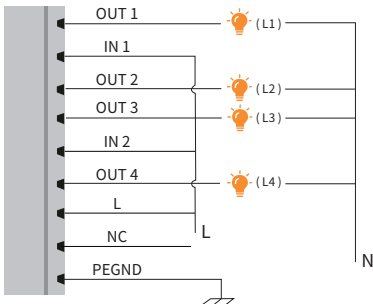 OUT 1
(L1)
IN 1
OUT 2
(L2)
OUT 3
(L3)
IN 2
OUT 4
(L4)
L
L
NC
N
PEGND